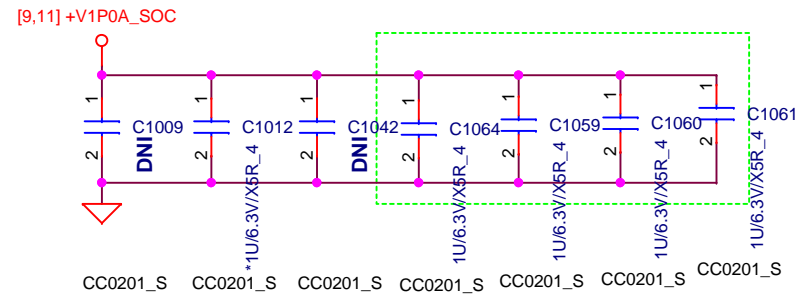 [9,11] +V1P0A_SOC
1
1
1
1
1
1
1
C1009
C1012
C1042
C1064
C1059
C1060
C1061
2
2
2
2
2
2
2
DNI
*1U/6.3V/X5R_4
DNI
1U/6.3V/X5R_4
1U/6.3V/X5R_4
1U/6.3V/X5R_4
1U/6.3V/X5R_4
CC0201_S
CC0201_S
CC0201_S
CC0201_S
CC0201_S
CC0201_S
CC0201_S